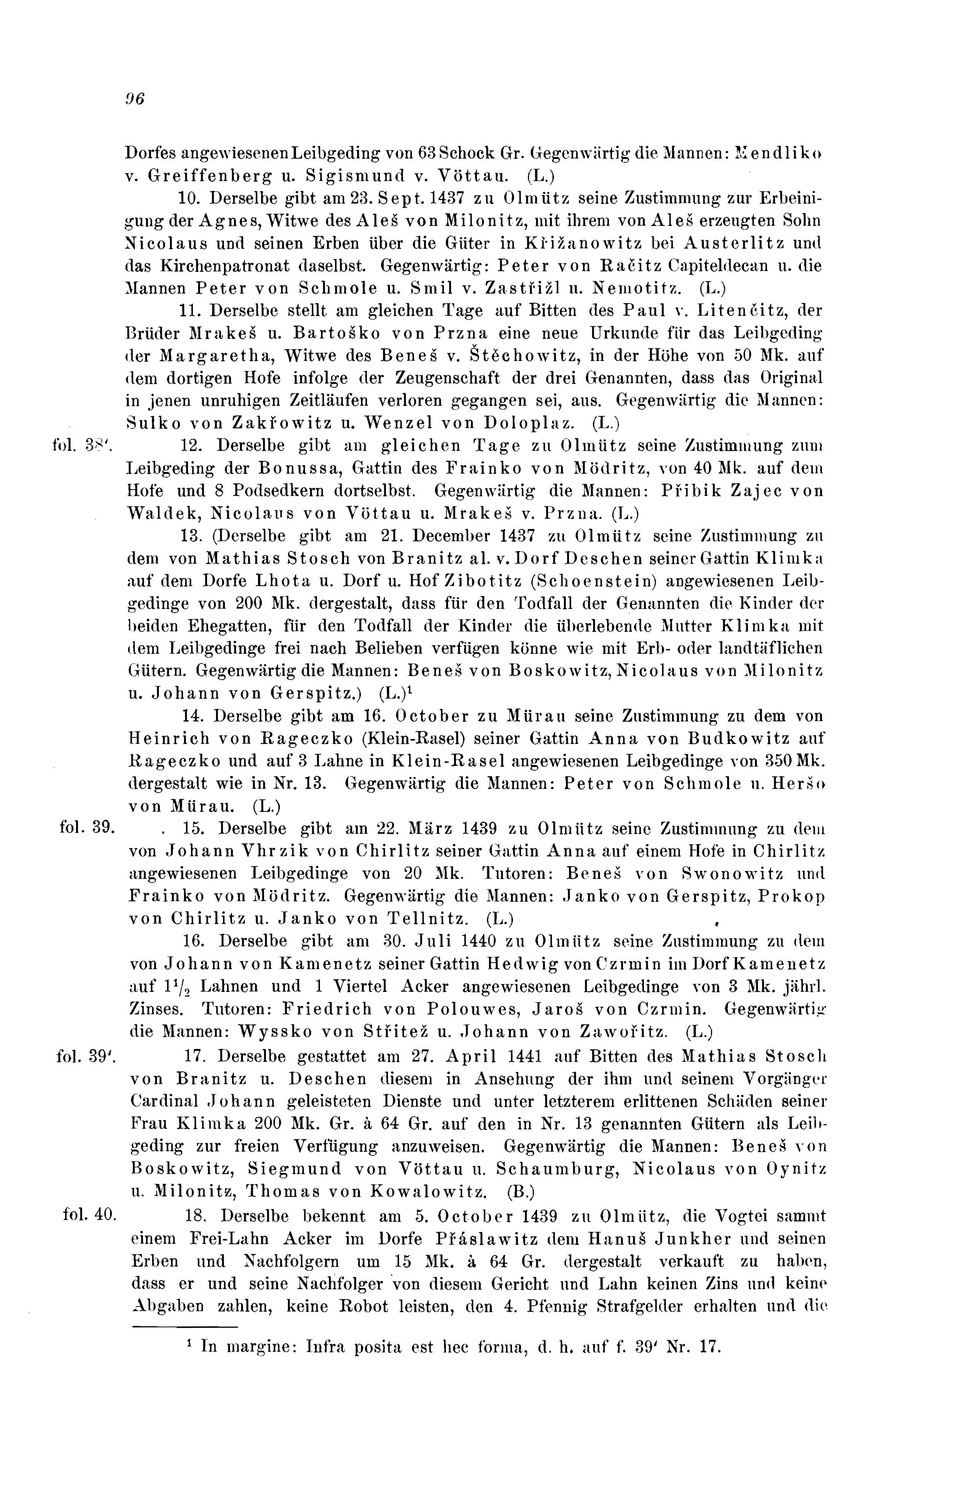 96
Dorfes angewiesenen Leibgeding von 63 Schock Gr. Gegenwärtig die Mannen: Mendliko
v. Greiffenberg u. Sigismund v. Vöttau. (L.)
10. Derselbe gibt am 23. Sept. 1437 zu Olmütz seine Zustimmung zur Erbeini-
gung der Agnes, Witwe des Aleš von Milonitz, mit ihrem von Aleš erzeugten Sohn
Nicolaus und seinen Erben über die Güter in Křižanowitz bei Austerlitz und
das Kirchenpatronat daselbst. Gegenwärtig: Peter von Račitz Capiteldecan u. die
Mannen Peter von Schmole u. Smil v. Zastřižl u. Nemotitz. (L.)
11. Derselbe stellt am gleichen Tage auf Bitten des Paul v. Litenčitz, der
Brüder Mrakeš u. Bartoško von Przna eine neue Urkunde für das Leibgeding
der Margaretha, Witwe des Beneš v. Štěchowitz, in der Höhe von 50 Mk. auf
dem dortigen Hofe infolge der Zeugenschaft der drei Genannten, dass das Original
in jenen unruhigen Zeitläufen verloren gegangen sei, aus. Gegenwärtig die Mannen:
Sulko von Zakřowitz u. Wenzel von Doloplaz. (L.)
fol. 38'. 12. Derselbe gibt am gleichen Tage zu Olmütz seine Zustimmung zum
Leibgeding der Bonussa, Gattin des Frainko von Mödritz, von 40 Mk. auf dem
Hofe und 8 Podsedkern dortselbst. Gegenwärtig die Mannen: Přibik Zajec von
Waldek, Nicolaus von Vöttau u. Mrakeš v. Przna. (L.)
13. (Derselbe gibt am 21. December 1437 zu Olmütz seine Zustimmung zu
dem von Mathias Stosch von Branitz al. v. Dorf Deschen seiner Gattin Klimka
auf dem Dorfe Lhota u. Dorf u. Hof Zibotitz (Schoenstein) angewiesenen Leib-
gedinge von 200 Mk. dergestalt, dass für den Todfall der Genannten die Kinder der
beiden Ehegatten, für den Todfall der Kinder die überlebende Mutter Klimka mit
dem Leibgedinge frei nach Belieben verfügen könne wie mit Erb- oder landtäflichen
Gütern. Gegenwärtig die Mannen: Beneš von Boskowitz, Nicolaus von Milonitz
u. Johann von Gerspitz.) (L.)¹
14. Derselbe gibt am 16. October zu Mürau seine Zustimmung zu dem von
Heinrich von Rageczko (Klein-Rasel) seiner Gattin Anna von Budkowitz auf
Rageczko und auf 3 Lahne in Klein-Rasel angewiesenen Leibgedinge von 350 Mk.
dergestalt wie in Nr. 13. Gegenwärtig die Mannen: Peter von Schmole u. Heršo
von Mürau. (L.)
fol. 39. 15. Derselbe gibt am 22. März 1439 zu Olmütz seine Zustimmung zu dem
von Johann Vhrzik von Chirlitz seiner Gattin Anna auf einem Hofe in Chirlitz
angewiesenen Leibgedinge von 20 Mk. Tutoren: Beneš von Swonowitz und
Frainko von Mödritz. Gegenwärtig die Mannen: Janko von Gerspitz, Prokop
von Chirlitz u. Janko von Tellnitz. (L.)
16. Derselbe gibt am 30. Juli 1440 zu Olmütz seine Zustimmung zu dem
von Johann von Kamenetz seiner Gattin Hedwig von Czrmin im Dorf Kamenetz
auf 1½ Lahnen und 1 Viertel Acker angewiesenen Leibgedinge von 3 Mk. jährl.
Zinses. Tutoren: Friedrich von Polouwes, Jaroš von Czrmin. Gegenwärtig
die Mannen: Wyssko von Střitež u. Johann von Zawořitz. (L.)
fol. 39'. 17. Derselbe gestattet am 27. April 1441 auf Bitten des Mathias Stosch
von Branitz u. Deschen diesem in Ansehung der ihm und seinem Vorgänger
Cardinal Johann geleisteten Dienste und unter letzterem erlittenen Schäden seiner
Frau Klimka 200 Mk. Gr. à 64 Gr. auf den in Nr. 13 genannten Gütern als Leib-
geding zur freien Verfügung anzuweisen. Gegenwärtig die Mannen: Beneš von
Boskowitz, Siegmund von Vöttau u. Schaumburg, Nicolaus von Oynitz
u. Milonitz, Thomas von Kowalowitz. (B.)
fol. 40. 18. Derselbe bekennt am 5. October 1439 zu Olmütz, die Vogtei sammt
einem Frei-Lahn Acker im Dorfe Přáslawitz dem Hanuš Junkher und seinen
Erben und Nachfolgern um 15 Mk. à 64 Gr. dergestalt verkauft zu haben,
dass er und seine Nachfolger von diesem Gericht und Lahn keinen Zins und keine
Abgaben zahlen, keine Robot leisten, den 4. Pfennig Strafgelder erhalten und die
¹ In margine: Infra posita est hec forma, d. h. auf f. 39' Nr. 17.